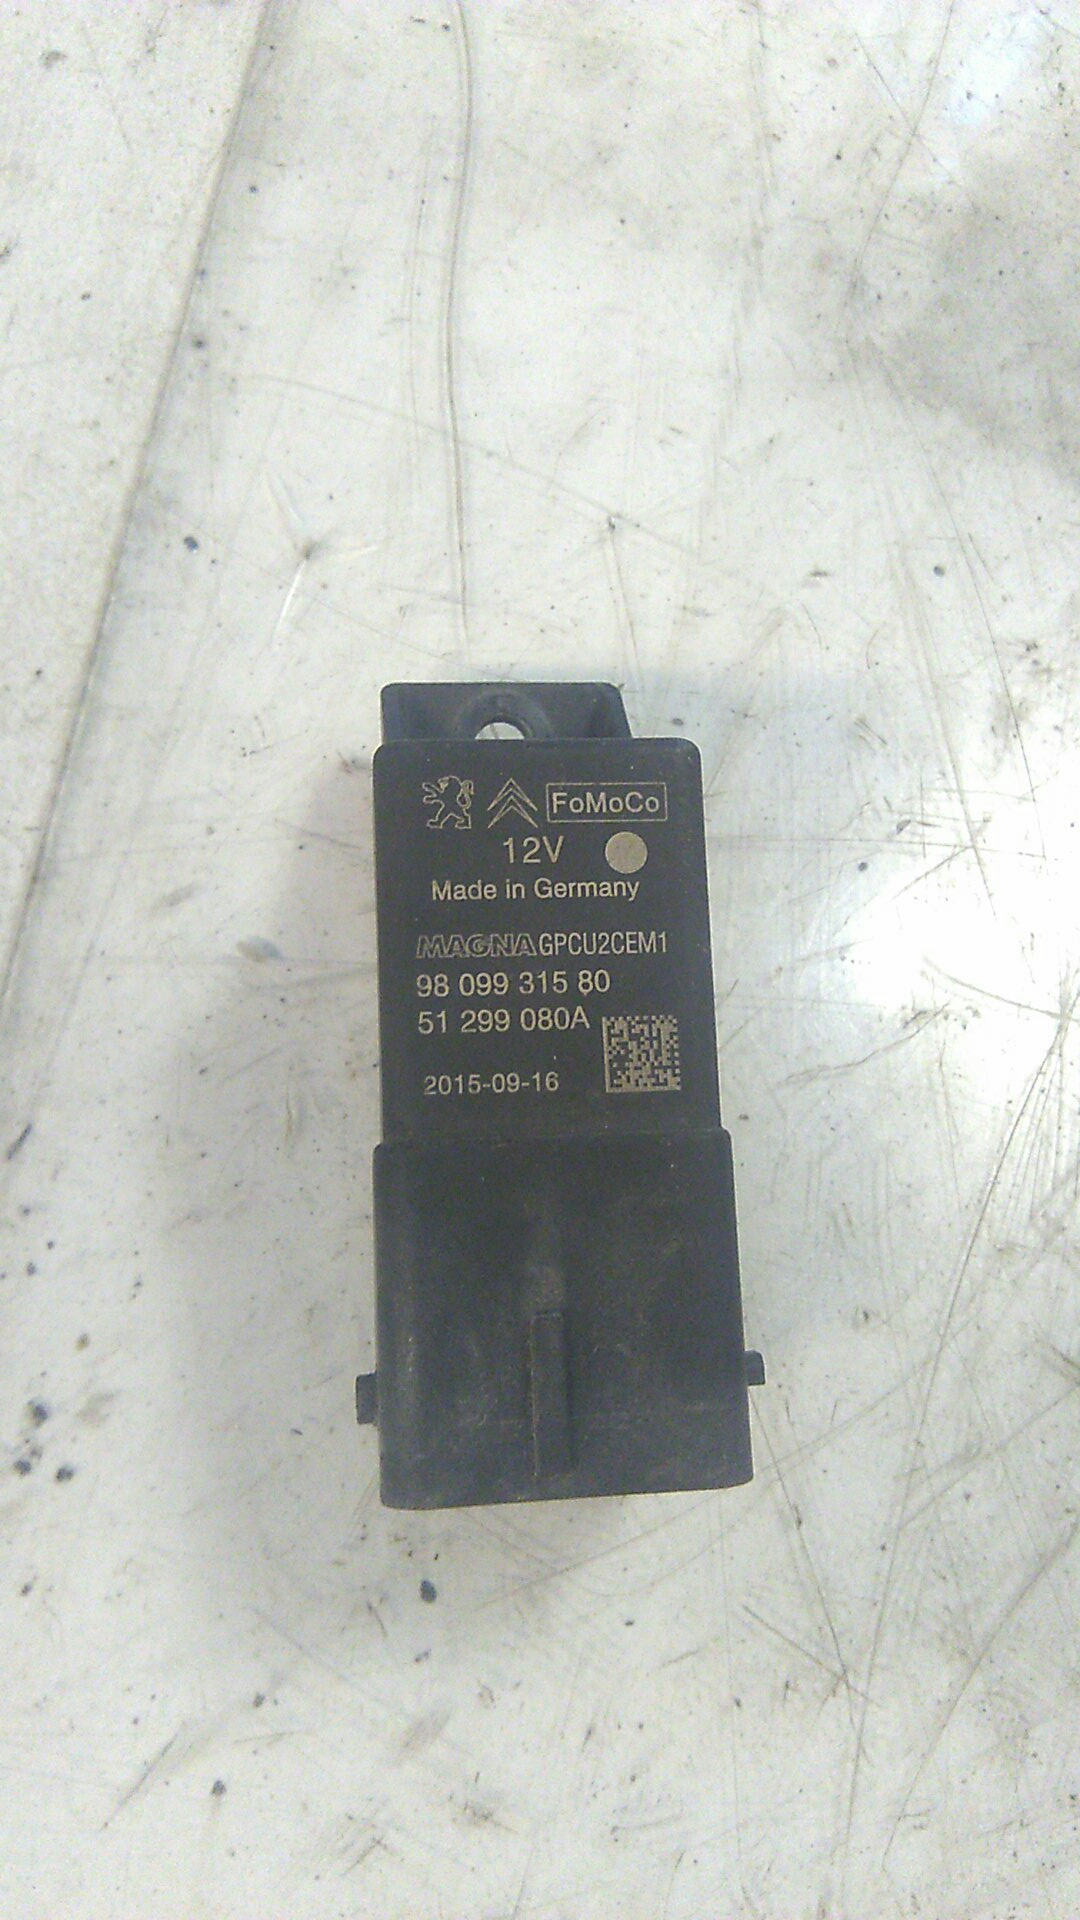 FoMoCo
12V
Made in Germany
MAGNA GPCU2CEM1
98 099 315 80
51 299 080A
2015-09-16